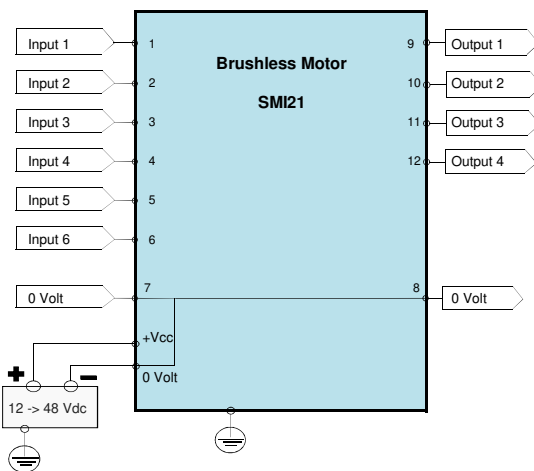 Brushless Motor
SMI21
Input 1
1
Input 2
2
Input 3
3
Input 4
4
Input 5
5
Input 6
6
0 Volt
7
9
Output 1
10
Output 2
11
Output 3
12
Output 4
8
0 Volt
+Vcc
0 Volt
+
−
12 -> 48 Vdc